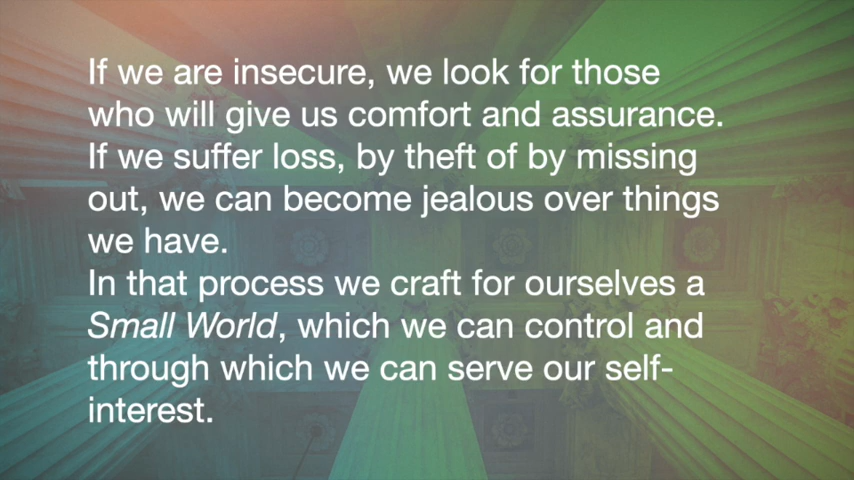 If we are insecure, we look for those
who will give us comfort and assurance.
If we suffer loss, by theft of by missing
out, we can become jealous over things
we have.
In that process we craft for ourselves a
Small World, which we can control and
through which we can serve our self-
interest.